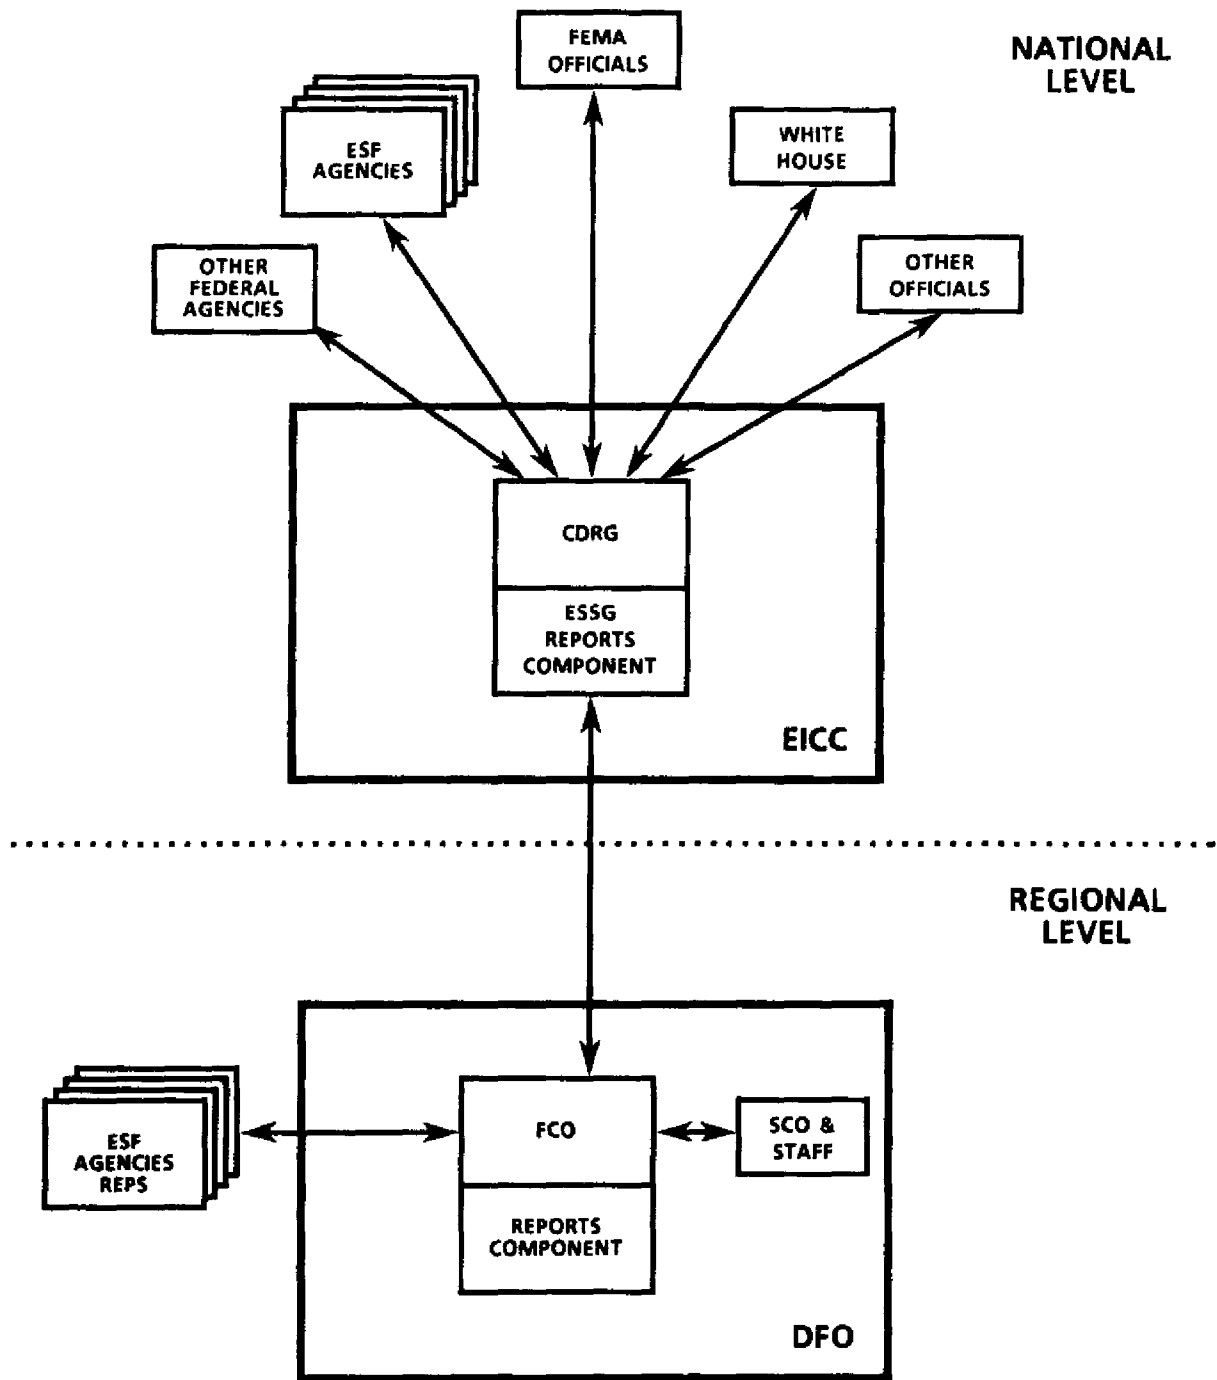 FEMA
OFFICIALS
NATIONAL
LEVEL
ESF
AGENCIES
WHITE
HOUSE
OTHER
FEDERAL
AGENCIES
OTHER
OFFICIALS
CDRG
ESSG
REPORTS
COMPONENT
EICC
REGIONAL
LEVEL
ESF
AGENCIES
REPS
FCO
SCO &
STAFF
REPORTS
COMPONENT
DFO